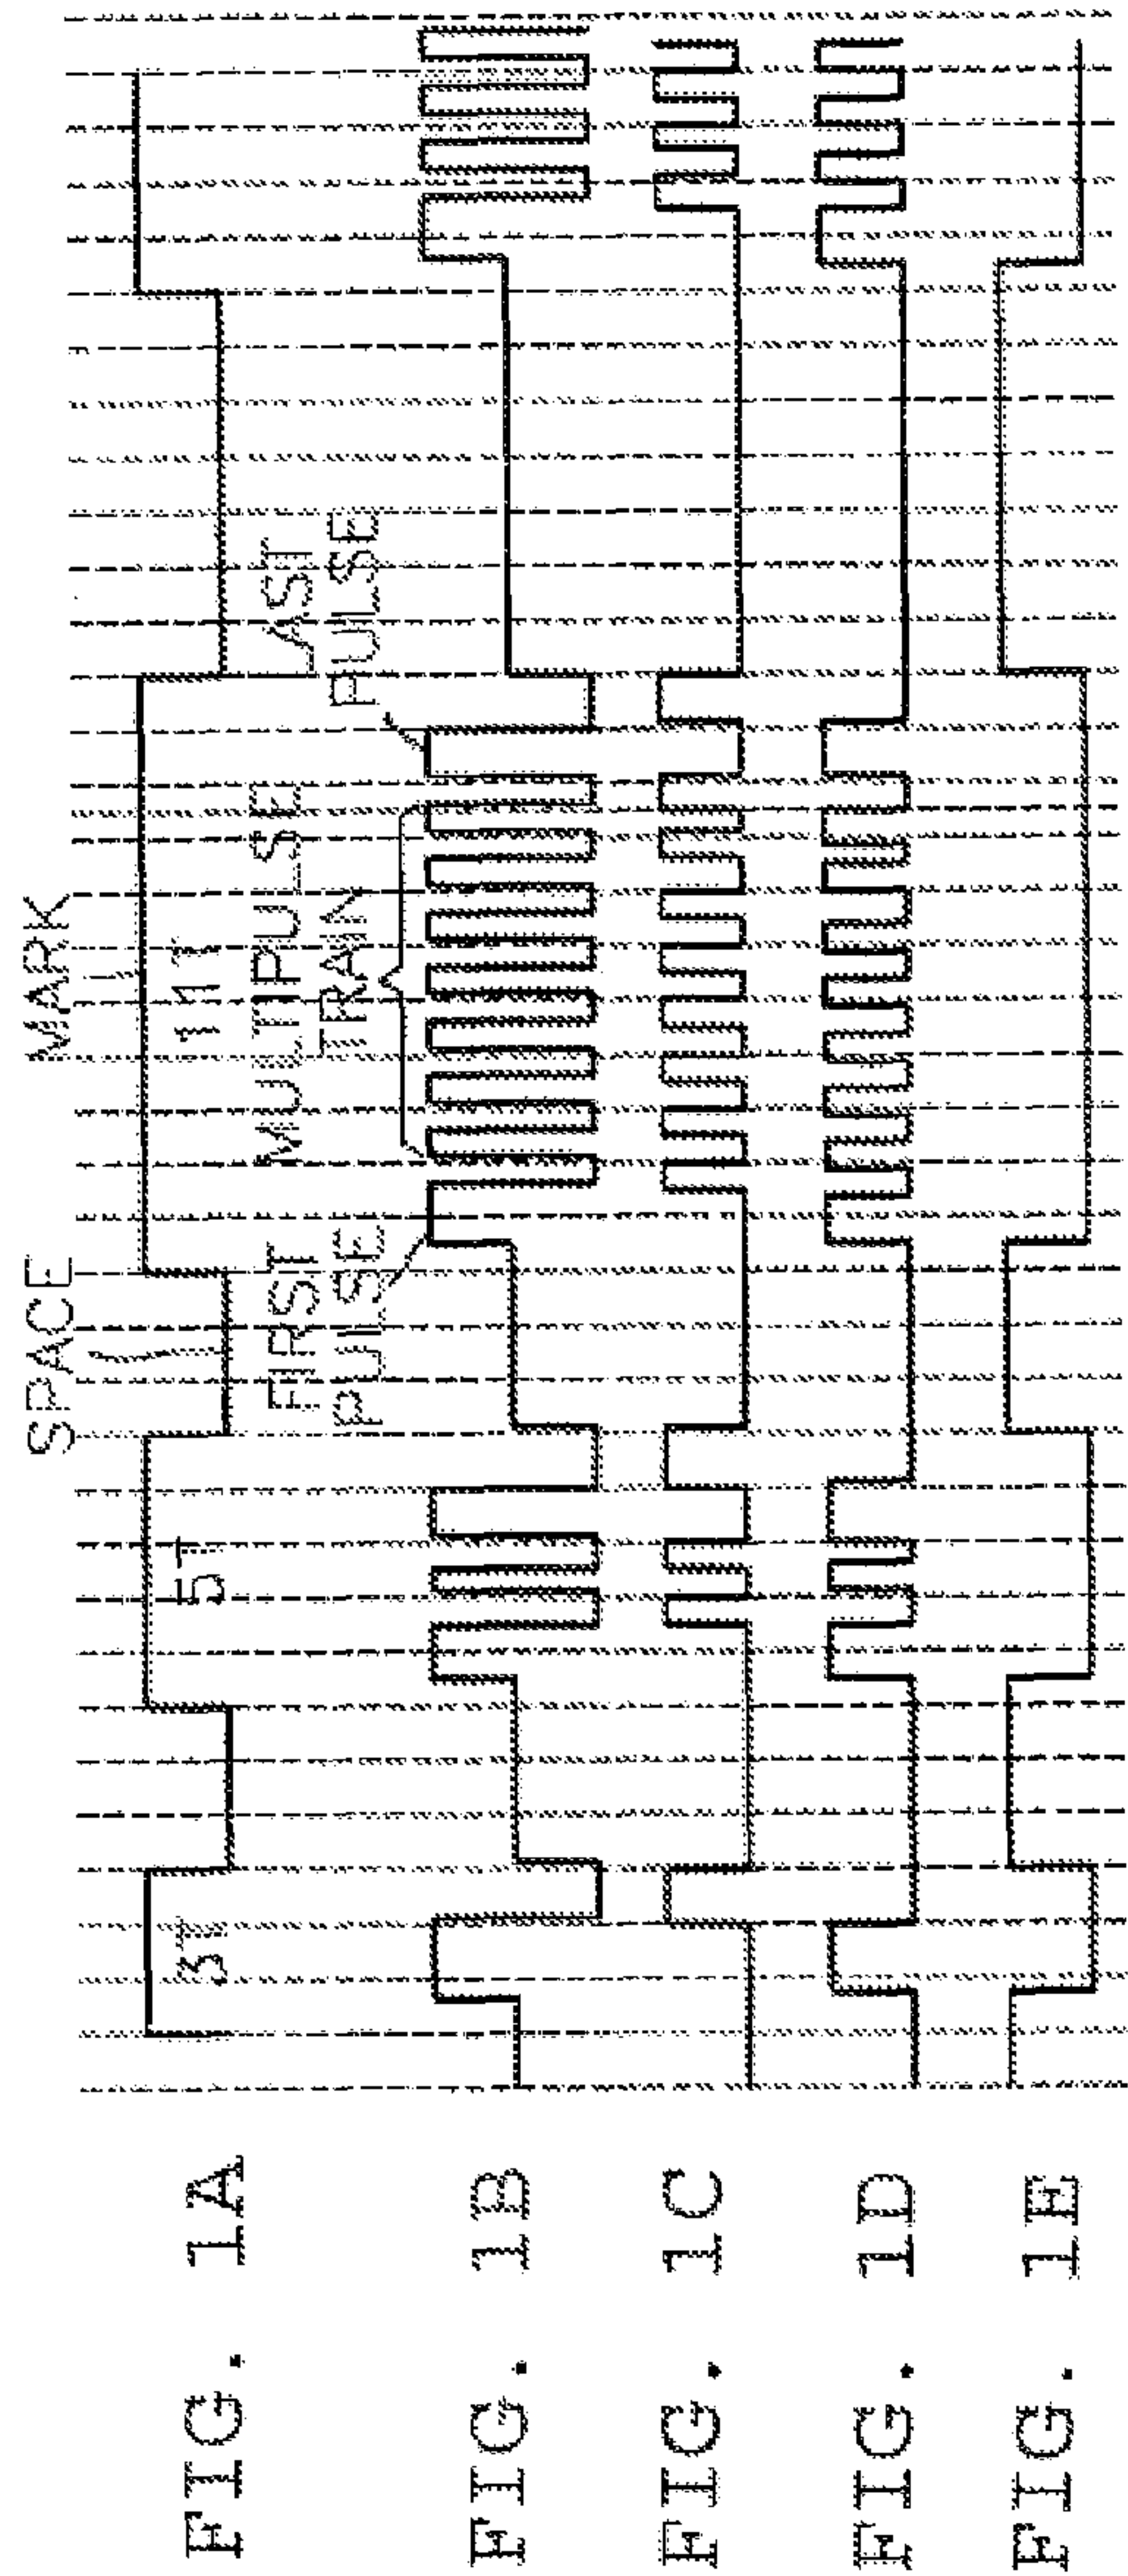 SPACE
MARK
FIG. 1A
3T
5T
11T
FIRST
PULSE
MULTIPULSE
TRAIN
LAST
PULSE
FIG. 1B
FIG. 1C
FIG. 1D
FIG. 1E